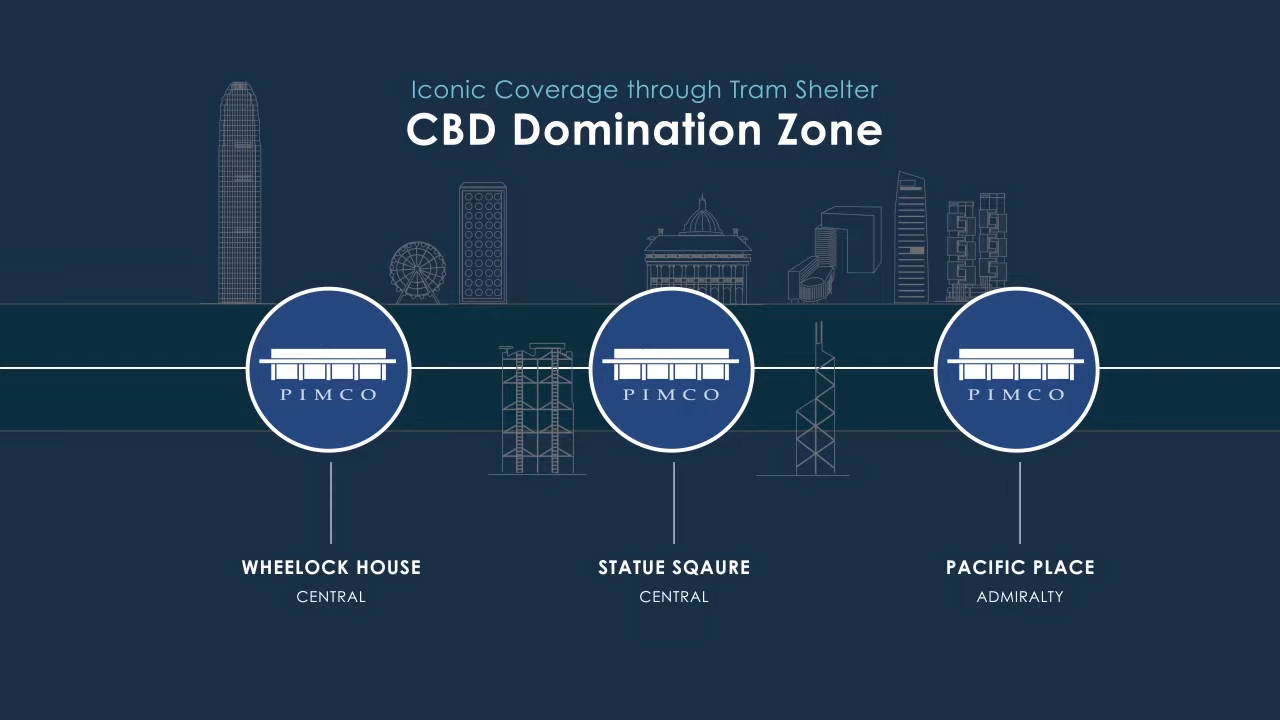 Iconic Coverage through Tram Shelter
CBD Domination Zone
PIMCO
PIMCO
PIMCO
WHEELOCK HOUSE
CENTRAL
STATUE SQAURE
CENTRAL
PACIFIC PLACE
ADMIRALTY